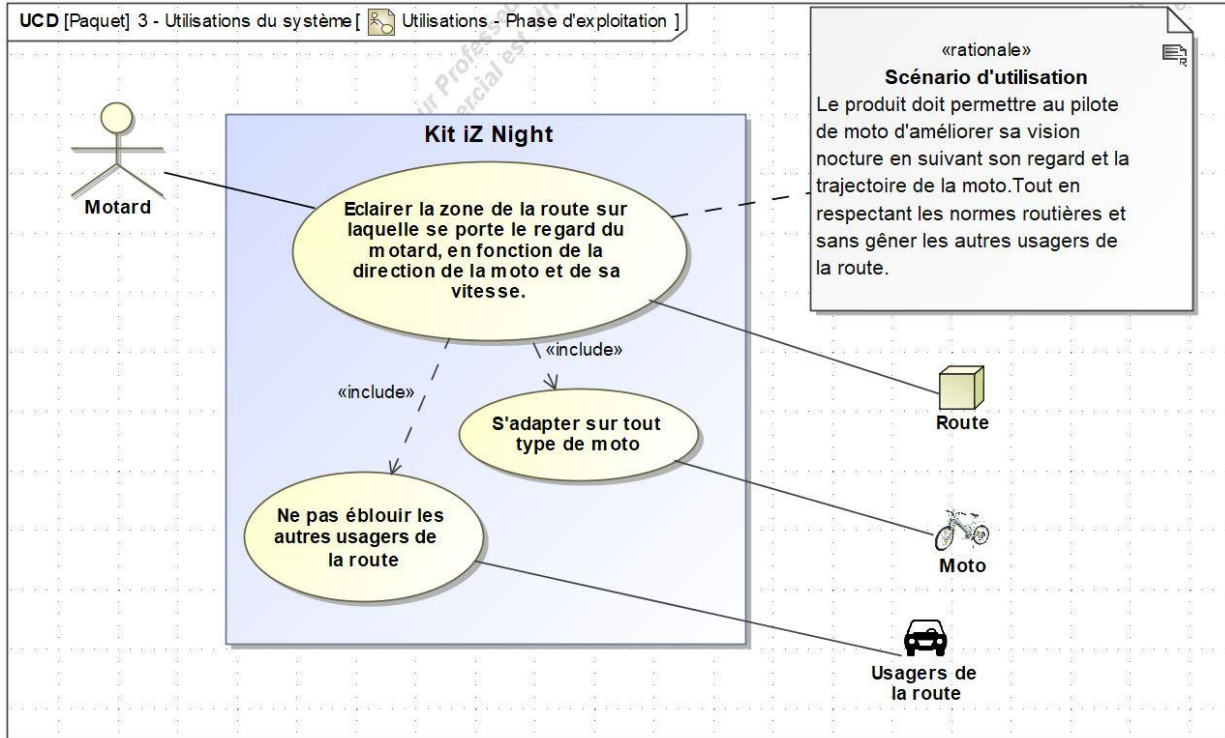 UCD [Paquet] 3 - Utilisations du système [ Utilisations - Phase d'exploitation ]
«rationale»
Scénario d'utilisation
Le produit doit permettre au pilote
de moto d'améliorer sa vision
nocture en suivant son regard et la
trajectoire de la moto.Tout en
respectant les normes routières et
sans gêner les autres usagers de
la route.
Kit iZ Night
Motard
Eclairer la zone de la route sur
laquelle se porte le regard du
motard, en fonction de la
direction de la moto et de sa
vitesse.
«include»
«include»
S'adapter sur tout
type de moto
Route
Ne pas éblouir les
autres usagers de
la route
Moto
Usagers de
la route